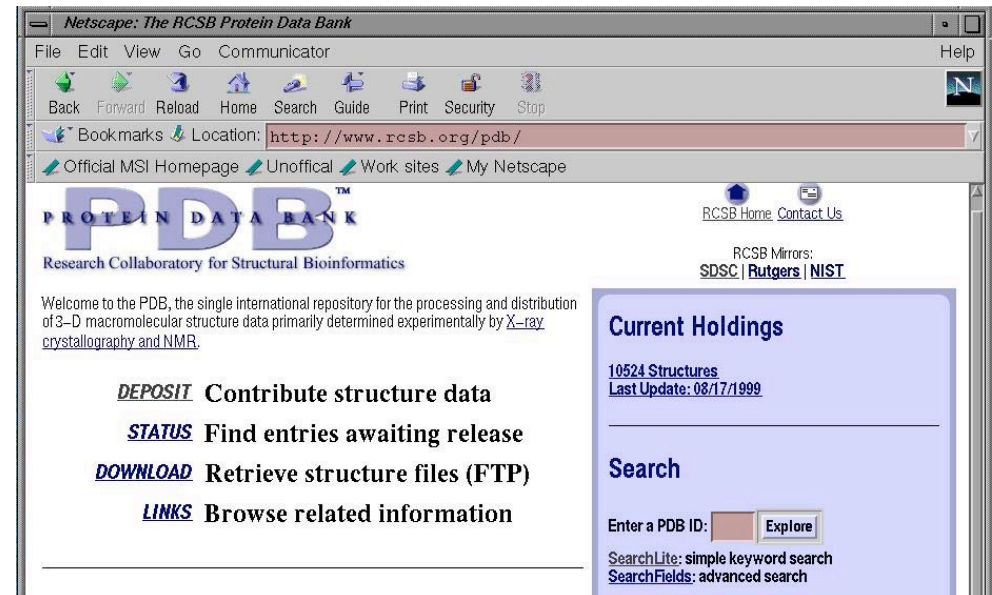 Netscape: The RCSB Protein Data Bank
File Edit View Go Communicator Help
Back Forward Reload Home Search Guide Print Security Stop
N
Bookmarks Location: http://www.rcsb.org/pdb/
Official MSI Homepage Unoffical Work sites My Netscape
PDB™
PROTEIN DATA BANK
Research Collaboratory for Structural Bioinformatics
RCSB Home Contact Us
RCSB Mirrors:
SDSC | Rutgers | NIST
Welcome to the PDB, the single international repository for the processing and distribution
of 3-D macromolecular structure data primarily determined experimentally by X-ray
crystallography and NMR.
DEPOSIT Contribute structure data
STATUS Find entries awaiting release
DOWNLOAD Retrieve structure files (FTP)
LINKS Browse related information
Current Holdings
10524 Structures
Last Update: 08/17/1999
Search
Enter a PDB ID: Explore
SearchLite: simple keyword search
SearchFields: advanced search